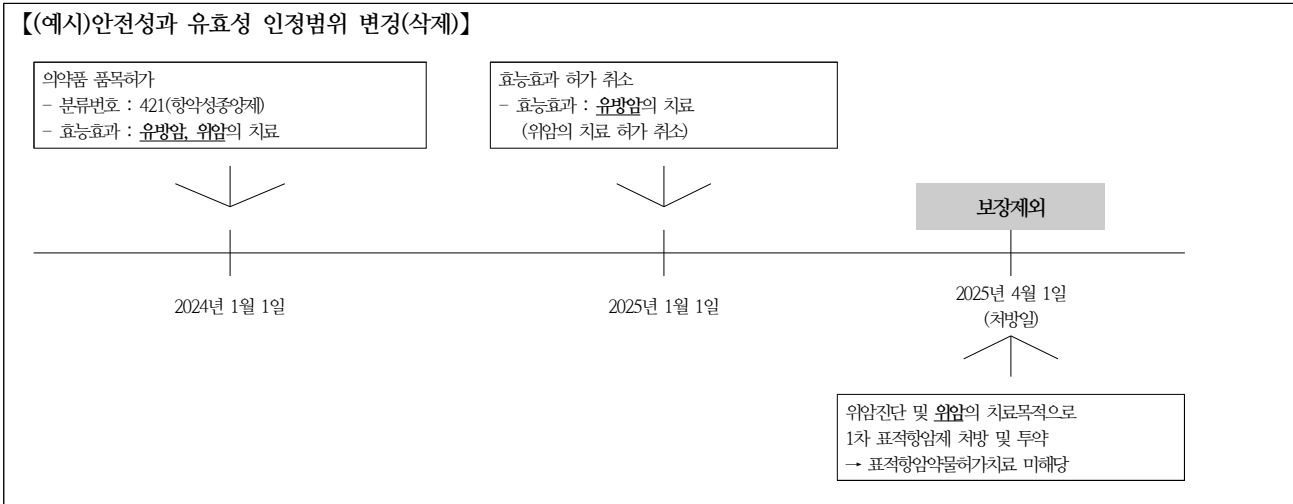 【(예시)안전성과 유효성 인정범위 변경(삭제)】
의약품 품목허가
- 분류번호 : 421(항악성종양제)
- 효능효과 : 유방암, 위암의 치료
효능효과 허가 취소
- 효능효과 : 유방암의 치료
(위암의 치료 허가 취소)
보장제외
2024년 1월 1일
2025년 1월 1일
2025년 4월 1일
(처방일)
위암진단 및 위암의 치료목적으로
1차 표적항암제 처방 및 투약
→ 표적항암약물허가치료 미해당